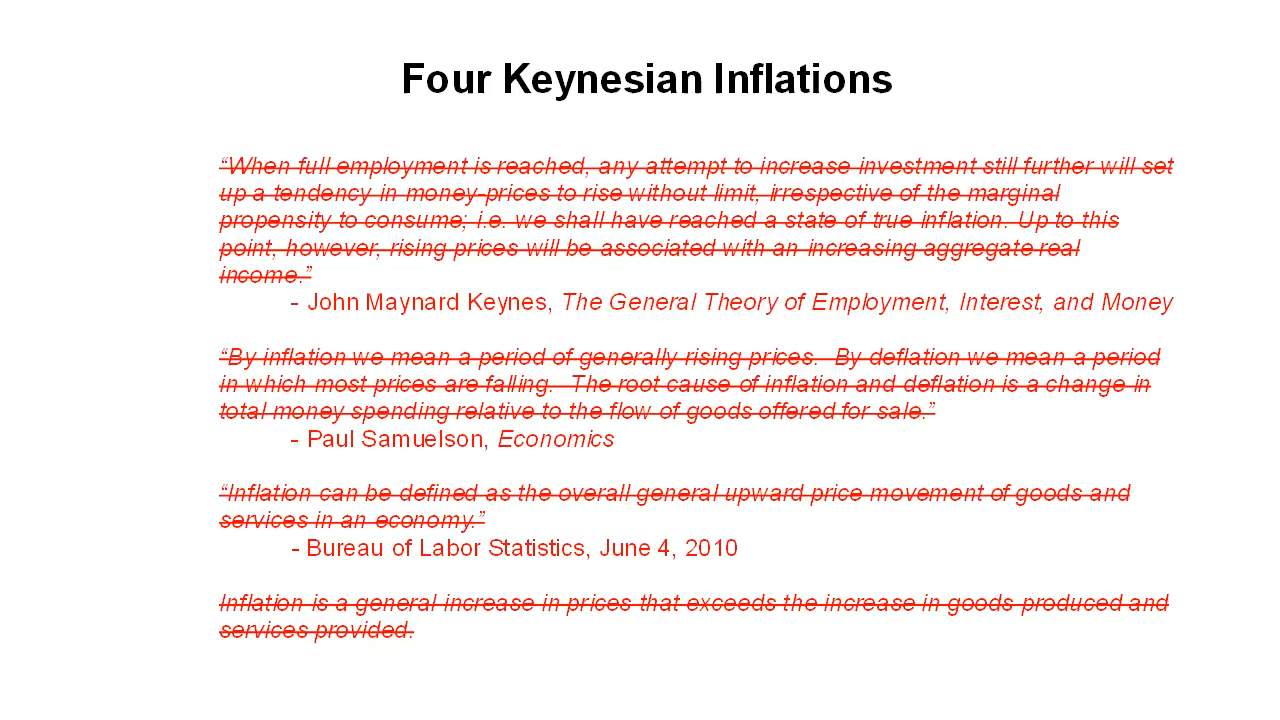 Four Keynesian Inflations
“When full employment is reached, any attempt to increase investment still further will set
up a tendency in money-prices to rise without limit, irrespective of the marginal
propensity to consume; i.e. we shall have reached a state of true inflation. Up to this
point, however, rising prices will be associated with an increasing aggregate real
income.”
- John Maynard Keynes, The General Theory of Employment, Interest, and Money
“By inflation we mean a period of generally rising prices. By deflation we mean a period
in which most prices are falling. The root cause of inflation and deflation is a change in
total money spending relative to the flow of goods offered for sale.”
- Paul Samuelson, Economics
“Inflation can be defined as the overall general upward price movement of goods and
services in an economy.”
- Bureau of Labor Statistics, June 4, 2010
Inflation is a general increase in prices that exceeds the increase in goods produced and
services provided.